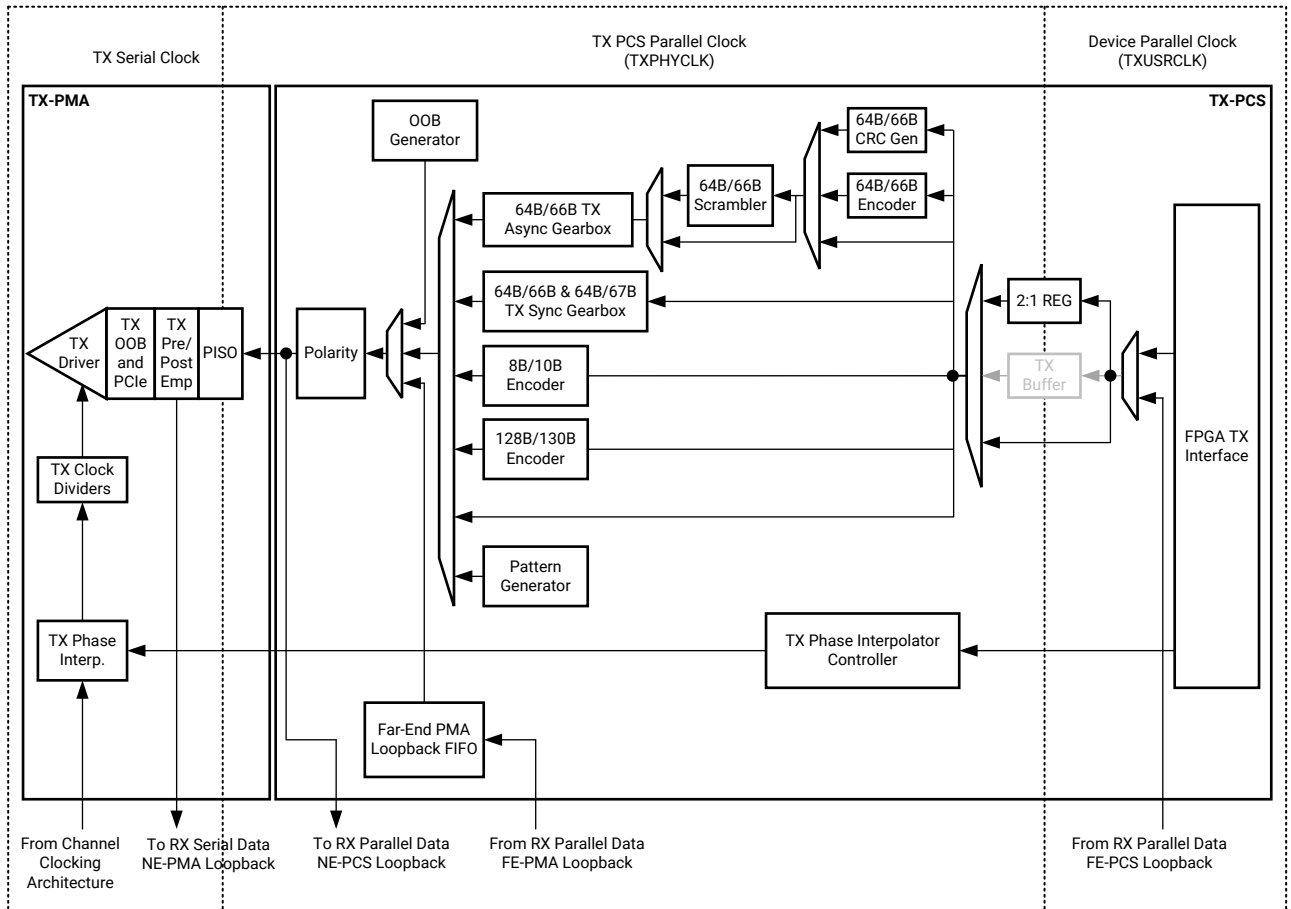 TX Serial Clock
TX PCS Parallel Clock
(TXPHYCLK)
Device Parallel Clock
(TXUSRCLK)
TX-PMA
TX-PCS
OOB
Generator
64B/66B
CRC Gen
64B/66B
Scrambler
64B/66B
Encoder
64B/66B TX
Async Gearbox
64B/66B & 64B/67B
TX Sync Gearbox
2:1 REG
TX
Driver
TX
OOB
and
PCIe
TX
Pre/
Post
Emp
PISO
Polarity
8B/10B
Encoder
TX
Buffer
128B/130B
Encoder
FPGA TX
Interface
TX Clock
Dividers
Pattern
Generator
TX Phase
Interp.
TX Phase Interpolator
Controller
Far-End PMA
Loopback FIFO
From Channel
Clocking
Architecture
To RX Serial Data
NE-PMA Loopback
To RX Parallel Data
NE-PCS Loopback
From RX Parallel Data
FE-PMA Loopback
From RX Parallel Data
FE-PCS Loopback